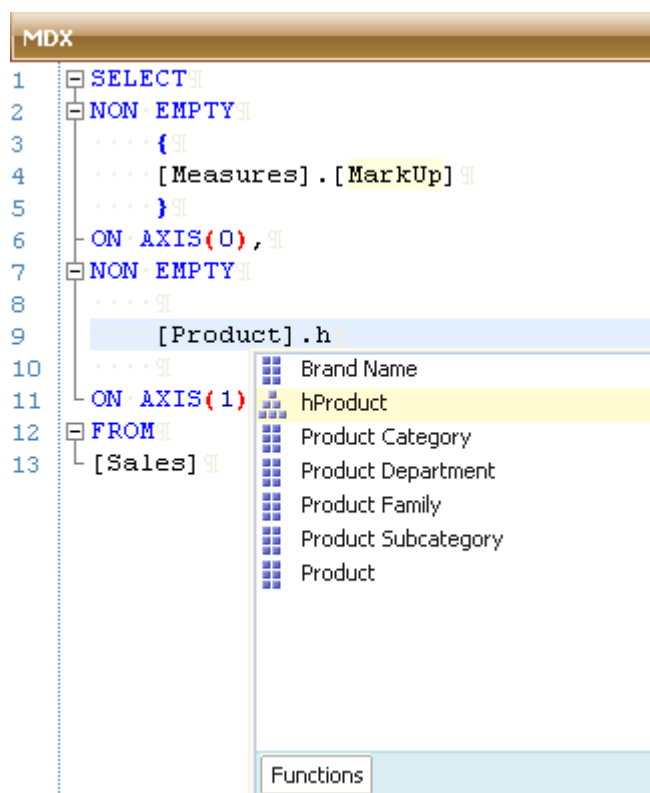 MDX
1 SELECT¶
2 NON·EMPTY¶
3 ····{¶
4 ····[Measures].[MarkUp]¶
5 ····}¶
6 ON·AXIS(0),¶
7 NON·EMPTY¶
8 ····¶
9 ····[Product].h¶
10 ····¶
11 ON·AXIS(1)
12 FROM¶
13 [Sales]¶
Brand Name
hProduct
Product Category
Product Department
Product Family
Product Subcategory
Product
Functions